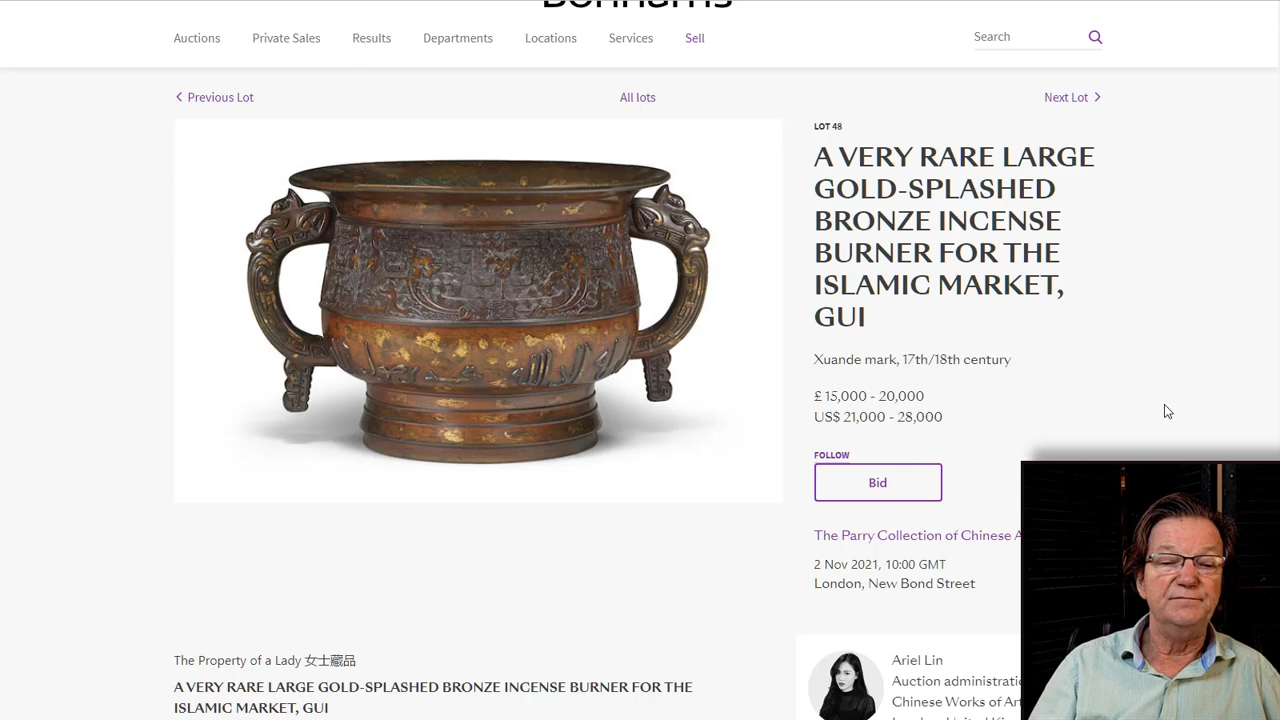 Bonhams
Auctions
Private Sales
Results
Departments
Locations
Services
Sell
Search
Previous Lot
All lots
Next Lot
LOT 48
A VERY RARE LARGE
GOLD-SPLASHED
BRONZE INCENSE
BURNER FOR THE
ISLAMIC MARKET,
GUI
Xuande mark, 17th/18th century
£ 15,000 - 20,000
US$ 21,000 - 28,000
FOLLOW
Bid
The Parry Collection of Chinese A
2 Nov 2021, 10:00 GMT
London, New Bond Street
The Property of a Lady 女士藏品
A VERY RARE LARGE GOLD-SPLASHED BRONZE INCENSE BURNER FOR THE
ISLAMIC MARKET, GUI
Ariel Lin
Auction administrati
Chinese Works of Art